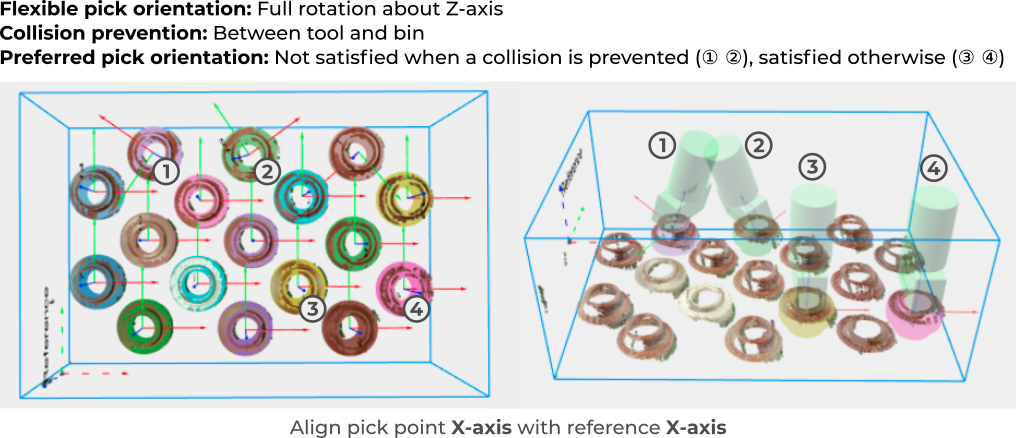 Flexible pick orientation: Full rotation about Z-axis
Collision prevention: Between tool and bin
Preferred pick orientation: Not satisfied when a collision is prevented (① ②), satisfied otherwise (③ ④)
① ② ③ ④
① ② ③ ④
Reference
Reference
Align pick point X-axis with reference X-axis